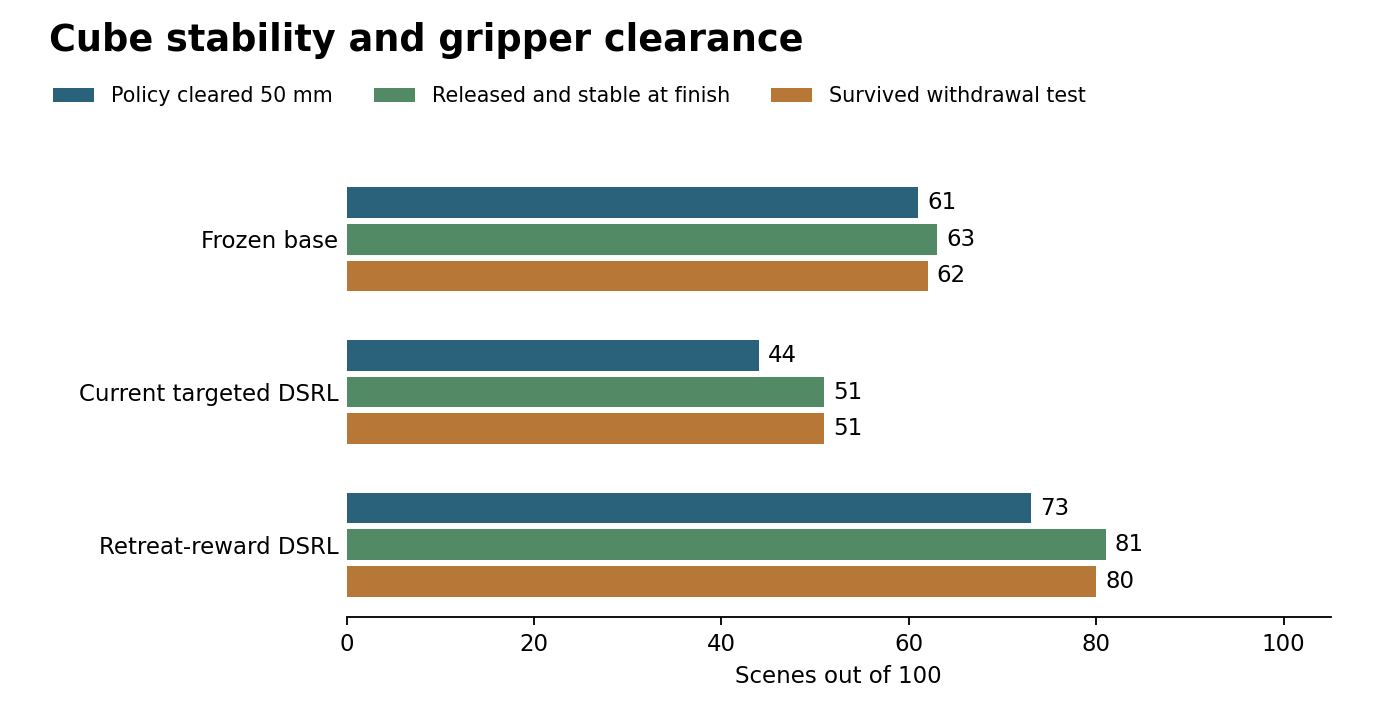 Cube stability and gripper clearance
Policy cleared 50 mm Released and stable at finish Survived withdrawal test
61
Frozen base 63
62
44
Current targeted DSRL 51
51
73
Retreat-reward DSRL 81
80
0 20 40 60 80 100
Scenes out of 100